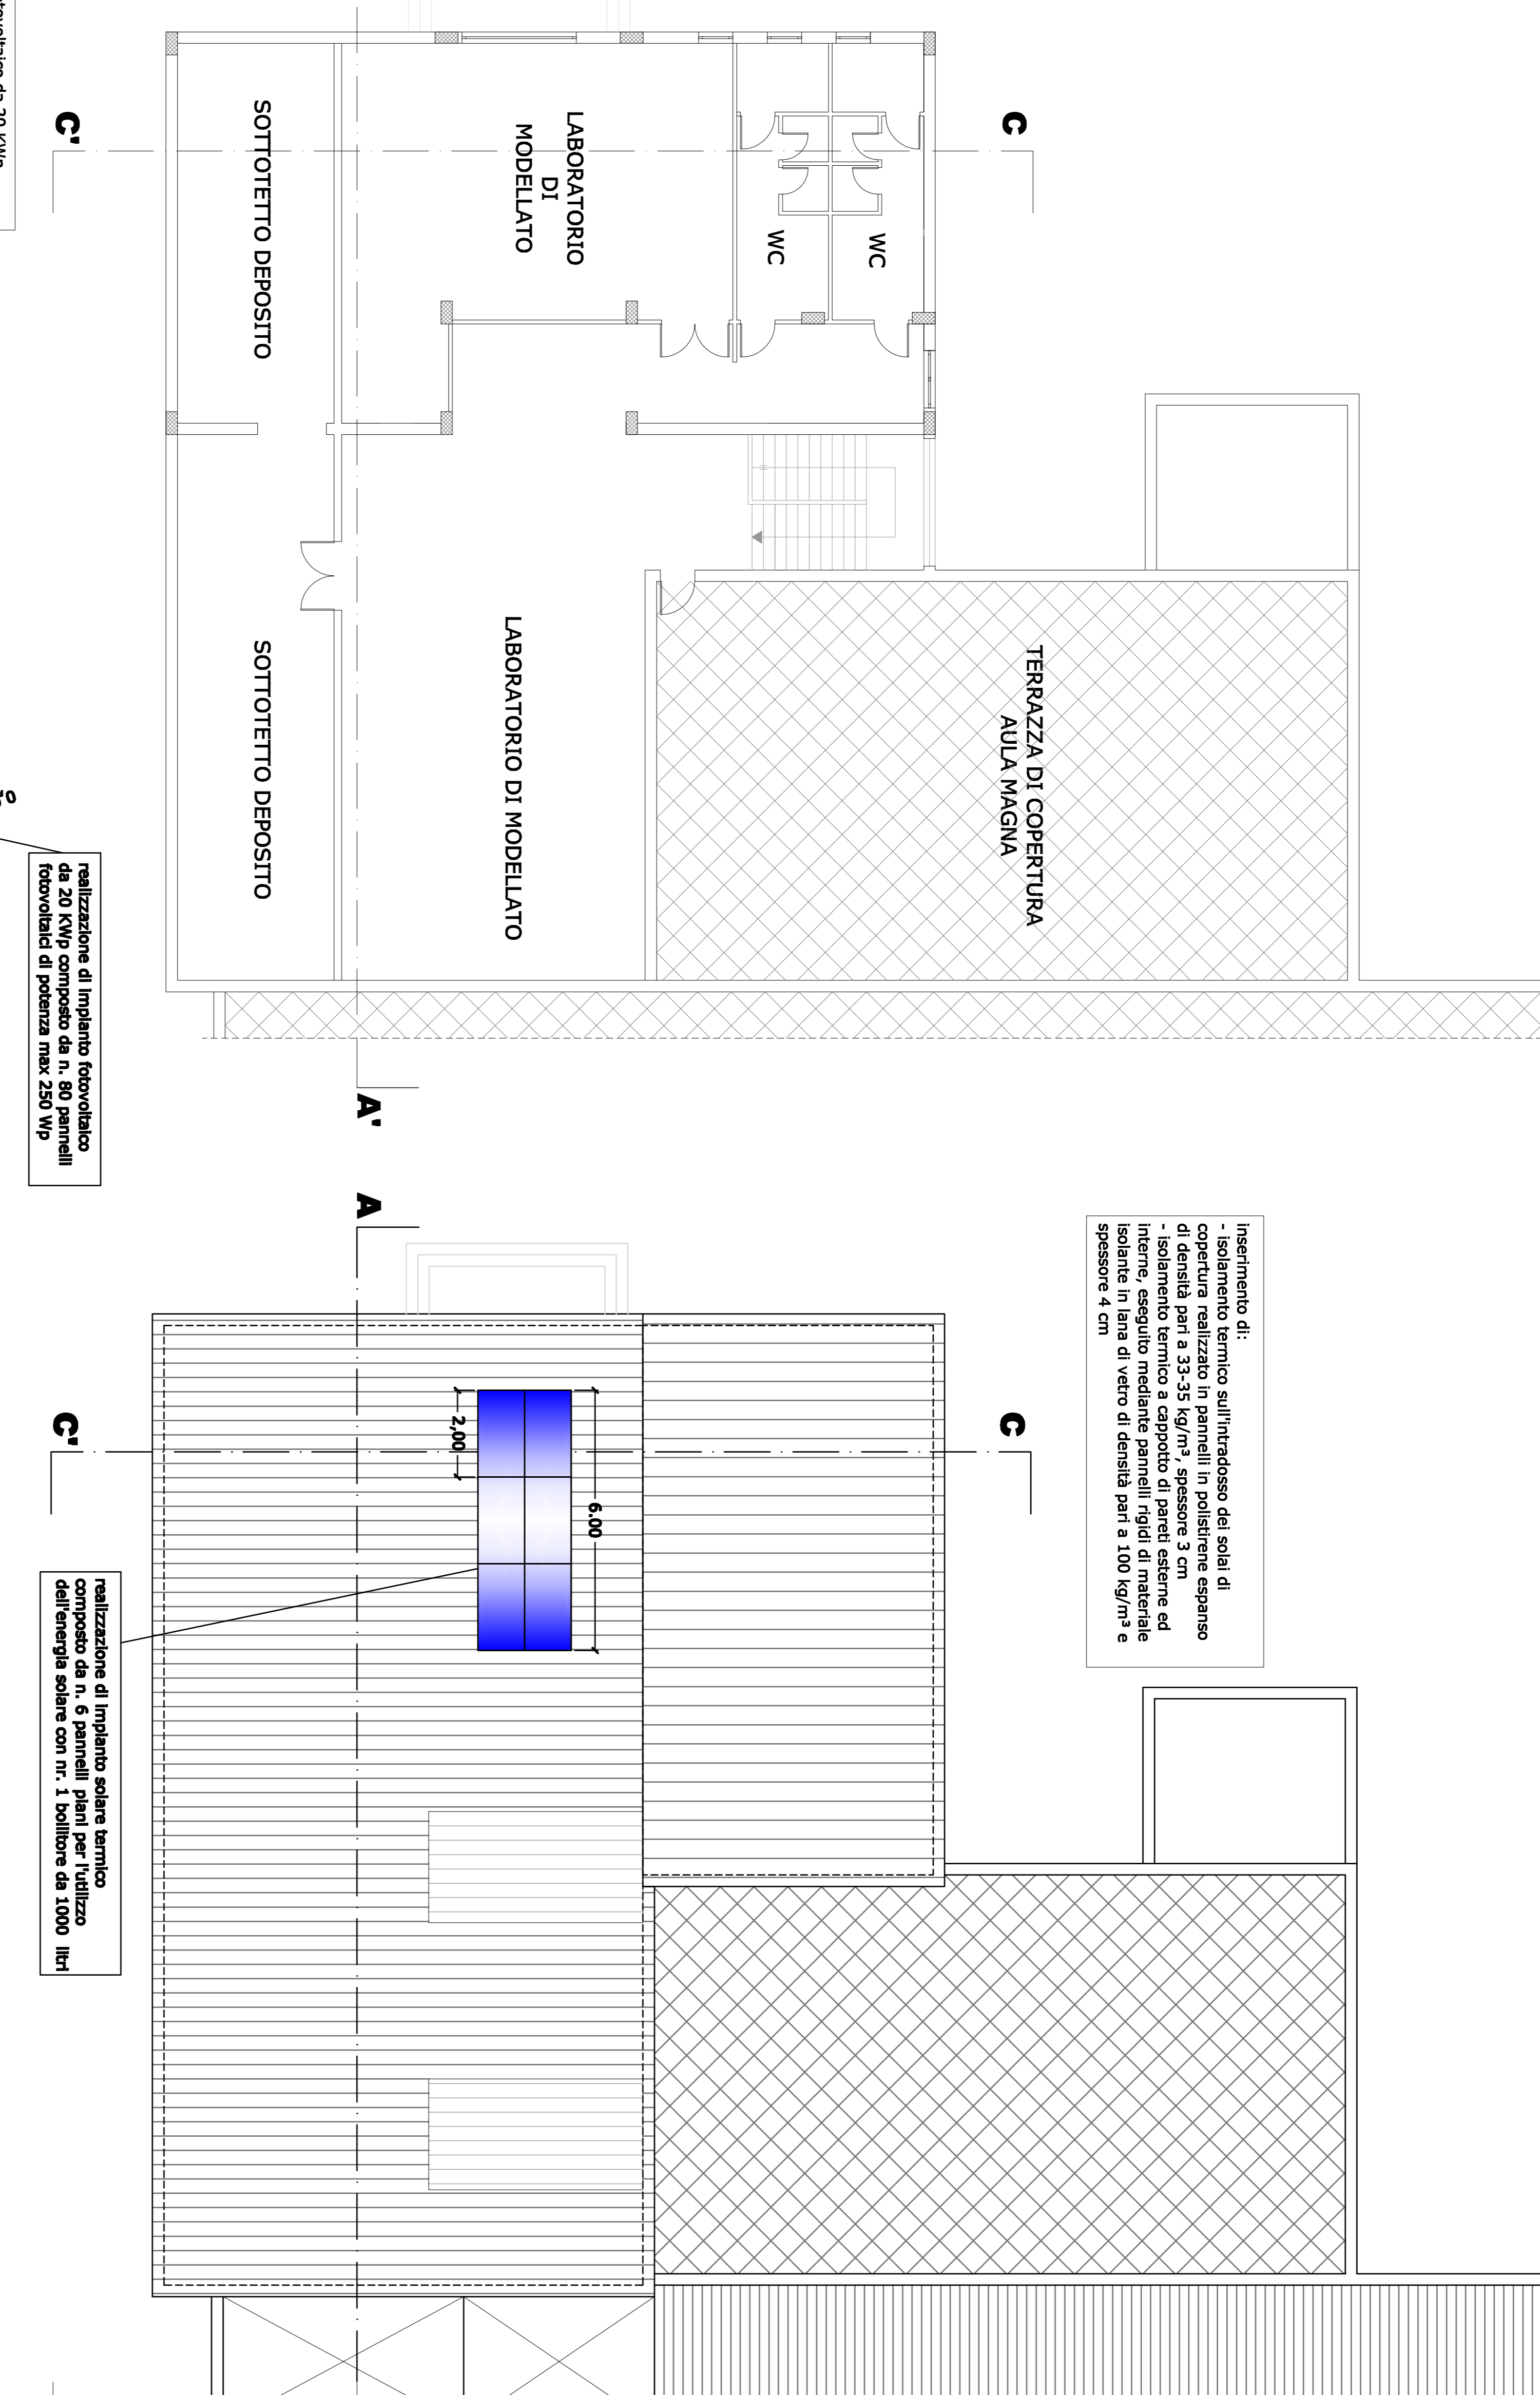 C'
C
SOTTOTETTO DEPOSITO
LABORATORIO
DI
MODELLATO
WC
WC
SOTTOTETTO DEPOSITO
LABORATORIO DI MODELLATO
TERRAZZA DI COPERTURA
AULA MAGNA
da 20 KWp
realizzazione di impianto fotovoltaico
da 20 KWp composto da n. 80 pannelli
fotovoltaici di potenza max 250 Wp
A'
A
inserimento di:
- isolamento termico sull'intradosso dei solai di
copertura realizzato in pannelli in polistirene espanso
di densità pari a 33-35 kg/m³, spessore 3 cm
- isolamento termico a cappotto di pareti esterne ed
interne, eseguito mediante pannelli rigidi di materiale
isolante in lana di vetro di densità pari a 100 kg/m³ e
spessore 4 cm
C'
C
2,00
6.00
realizzazione di impianto solare termico
composto da n. 6 pannelli piani per l'utilizzo
dell'energia solare con nr. 1 bollitore da 1000 litri